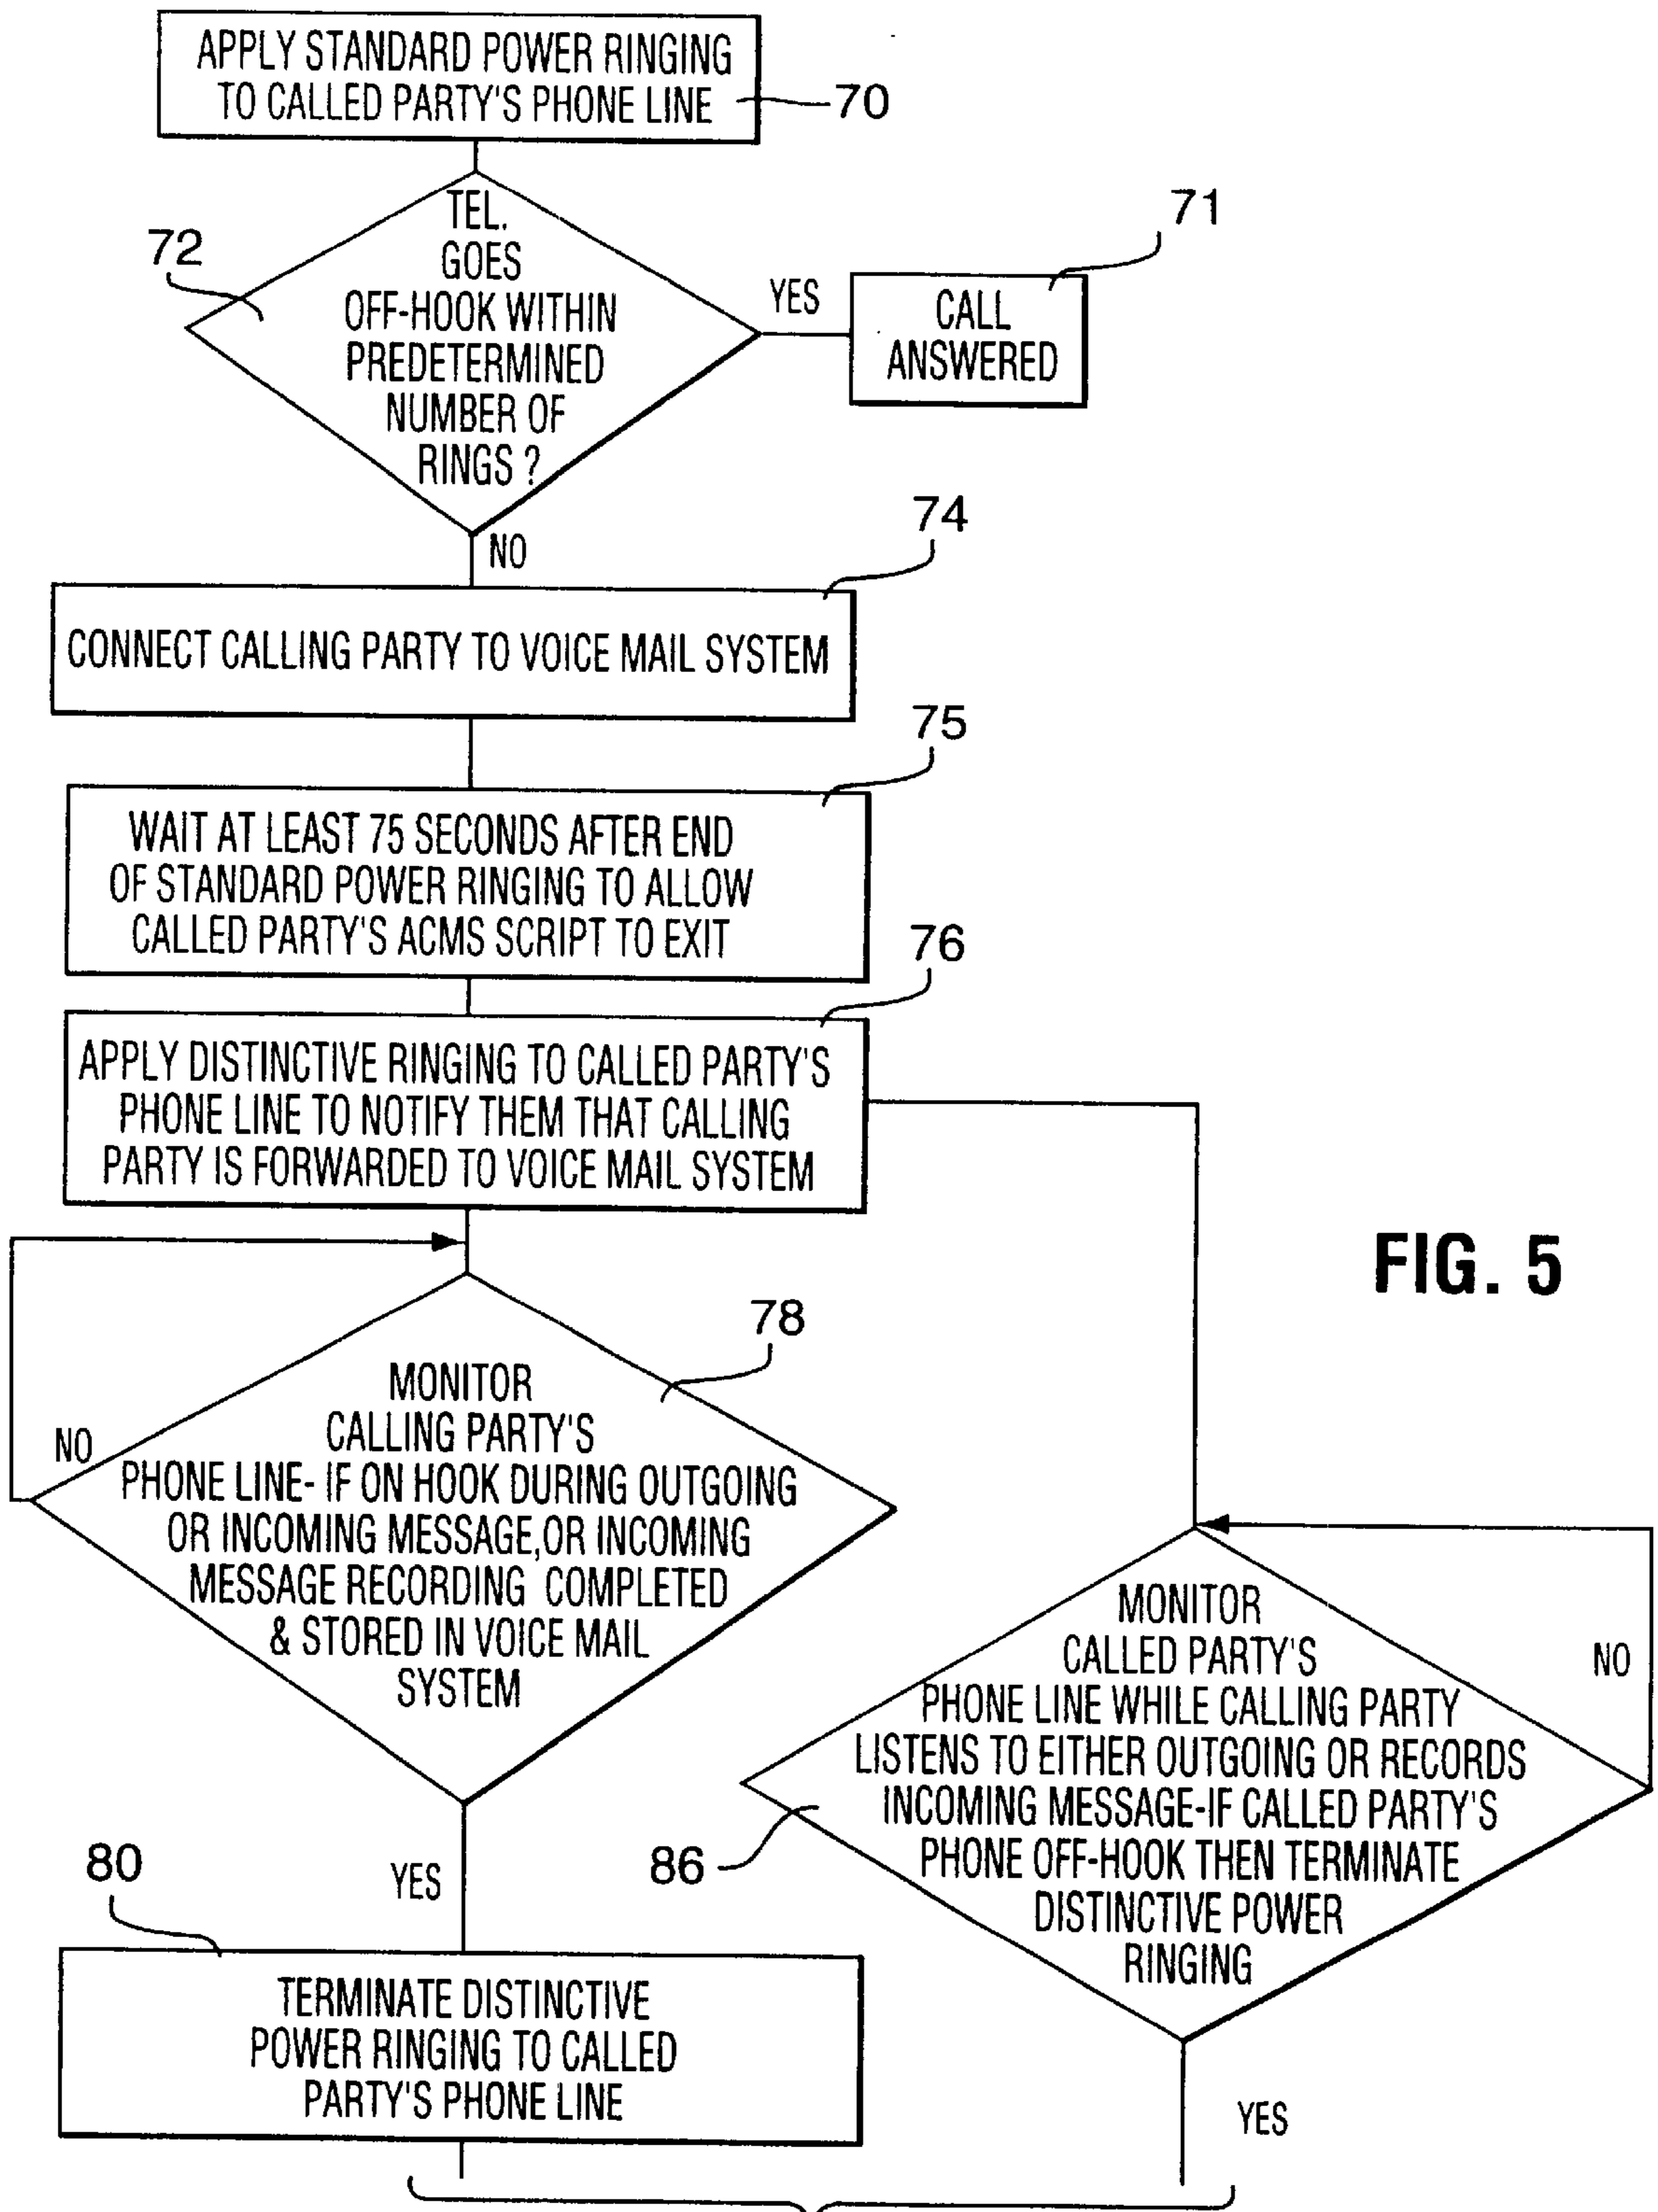 APPLY STANDARD POWER RINGING
TO CALLED PARTY'S PHONE LINE
70
TEL.
GOES
OFF-HOOK WITHIN
PREDETERMINED
NUMBER OF
RINGS ?
72
YES
71
CALL
ANSWERED
NO
74
CONNECT CALLING PARTY TO VOICE MAIL SYSTEM
75
WAIT AT LEAST 75 SECONDS AFTER END
OF STANDARD POWER RINGING TO ALLOW
CALLED PARTY'S ACMS SCRIPT TO EXIT
76
APPLY DISTINCTIVE RINGING TO CALLED PARTY'S
PHONE LINE TO NOTIFY THEM THAT CALLING
PARTY IS FORWARDED TO VOICE MAIL SYSTEM
FIG. 5
78
MONITOR
CALLING PARTY'S
PHONE LINE- IF ON HOOK DURING OUTGOING
OR INCOMING MESSAGE,OR INCOMING
MESSAGE RECORDING COMPLETED
& STORED IN VOICE MAIL
SYSTEM
NO
YES
80
TERMINATE DISTINCTIVE
POWER RINGING TO CALLED
PARTY'S PHONE LINE
MONITOR
CALLED PARTY'S
PHONE LINE WHILE CALLING PARTY
LISTENS TO EITHER OUTGOING OR RECORDS
INCOMING MESSAGE-IF CALLED PARTY'S
PHONE OFF-HOOK THEN TERMINATE
DISTINCTIVE POWER
RINGING
NO
86
YES